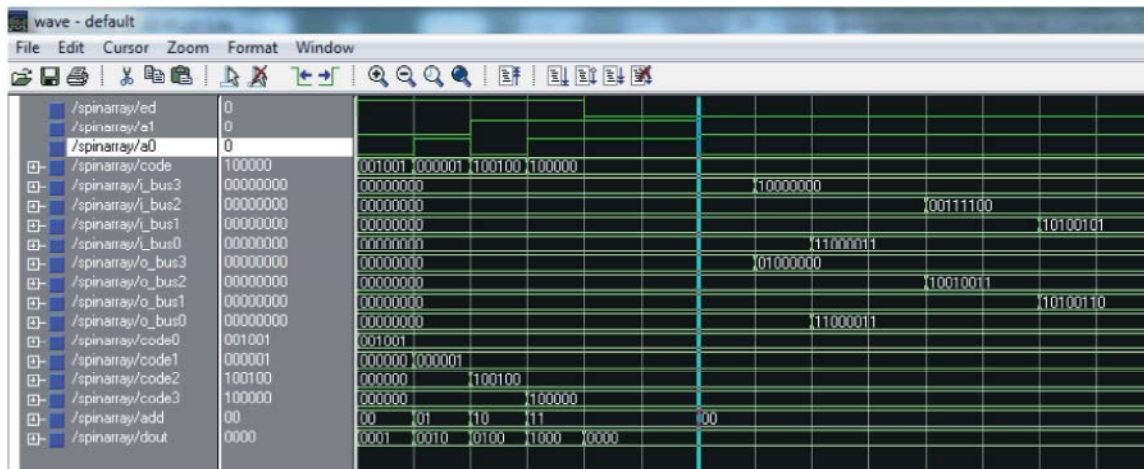 wave - default
File Edit Cursor Zoom Format Window
/spinarray/ed 0
/spinarray/a1 0
/spinarray/a0 0
/spinarray/code 100000 001001 000001 100100 100000
/spinarray/i_bus3 00000000 00000000 10000000
/spinarray/i_bus2 00000000 00000000 00111100
/spinarray/i_bus1 00000000 00000000 10100101
/spinarray/i_bus0 00000000 00000000 11000011
/spinarray/o_bus3 00000000 00000000 01000000
/spinarray/o_bus2 00000000 00000000 10010011
/spinarray/o_bus1 00000000 00000000 10100110
/spinarray/o_bus0 00000000 00000000 11000011
/spinarray/code0 001001 001001
/spinarray/code1 000001 000000 000001
/spinarray/code2 100100 000000 100100
/spinarray/code3 100000 000000 100000
/spinarray/add 00 00 01 10 11 00
/spinarray/dout 0000 0001 0010 0100 1000 0000